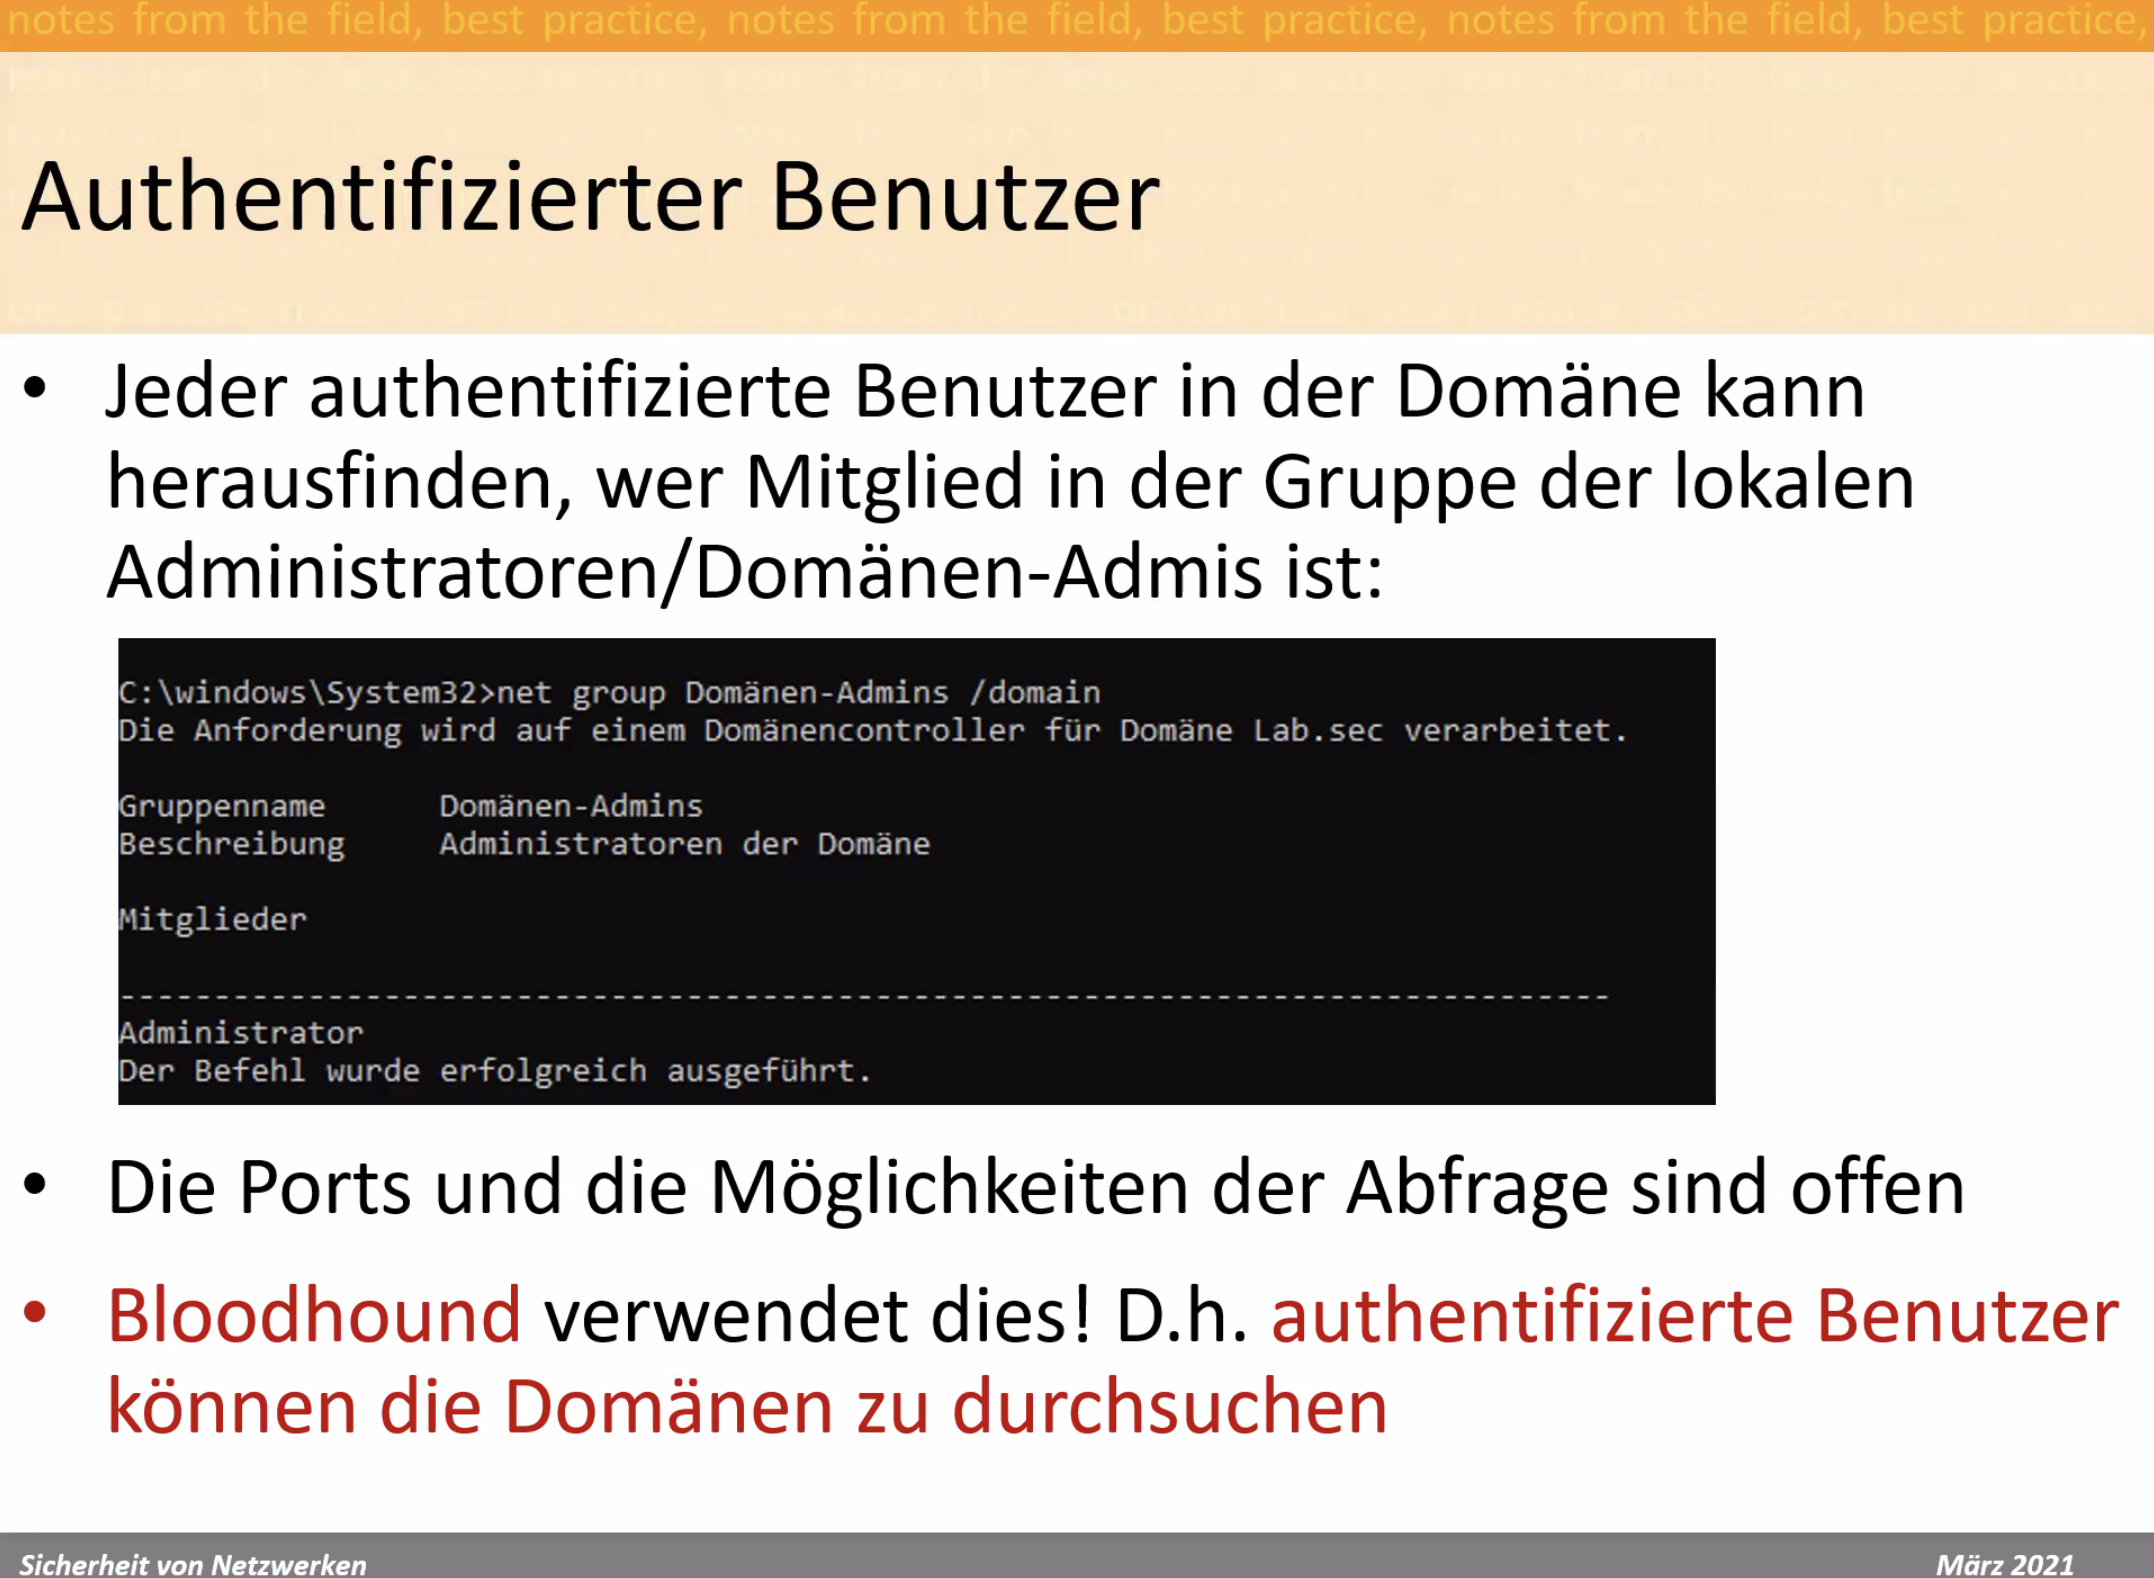 notes from the field, best practice, notes from the field, best practice, notes from the field, best practice,
Authentifizierter Benutzer
• Jeder authentifizierte Benutzer in der Domäne kann
herausfinden, wer Mitglied in der Gruppe der lokalen
Administratoren/Domänen-Admis ist:
C:\windows\System32>net group Domänen-Admins /domain
Die Anforderung wird auf einem Domänencontroller für Domäne Lab.sec verarbeitet.
Gruppenname Domänen-Admins
Beschreibung Administratoren der Domäne
Mitglieder
-------------------------------------------------------------------------------
Administrator
Der Befehl wurde erfolgreich ausgeführt.
• Die Ports und die Möglichkeiten der Abfrage sind offen
• Bloodhound verwendet dies! D.h. authentifizierte Benutzer
können die Domänen zu durchsuchen
Sicherheit von Netzwerken März 2021